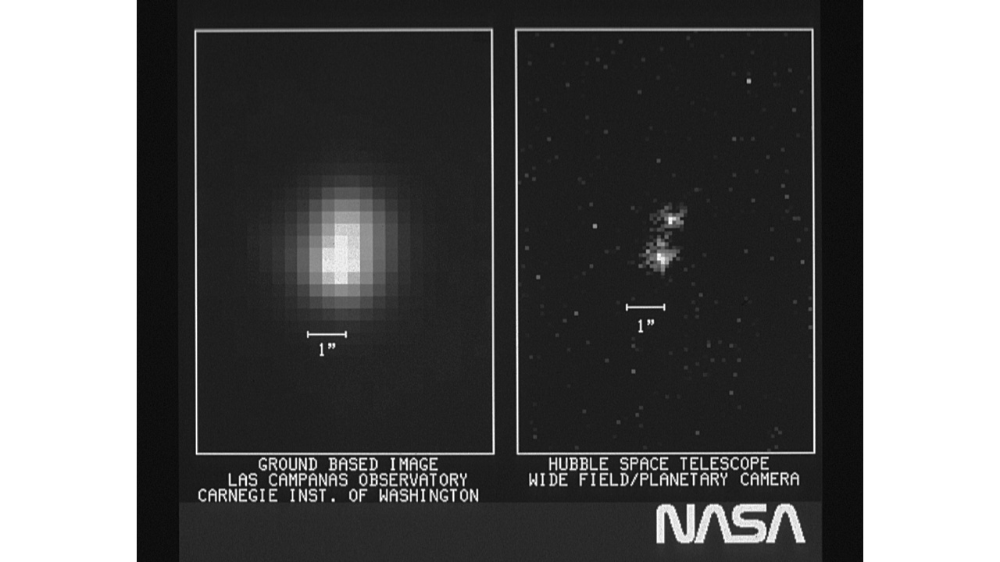 1”
1”
GROUND BASED IMAGE
LAS CAMPANAS OBSERVATORY
CARNEGIE INST. OF WASHINGTON
HUBBLE SPACE TELESCOPE
WIDE FIELD/PLANETARY CAMERA
NASA